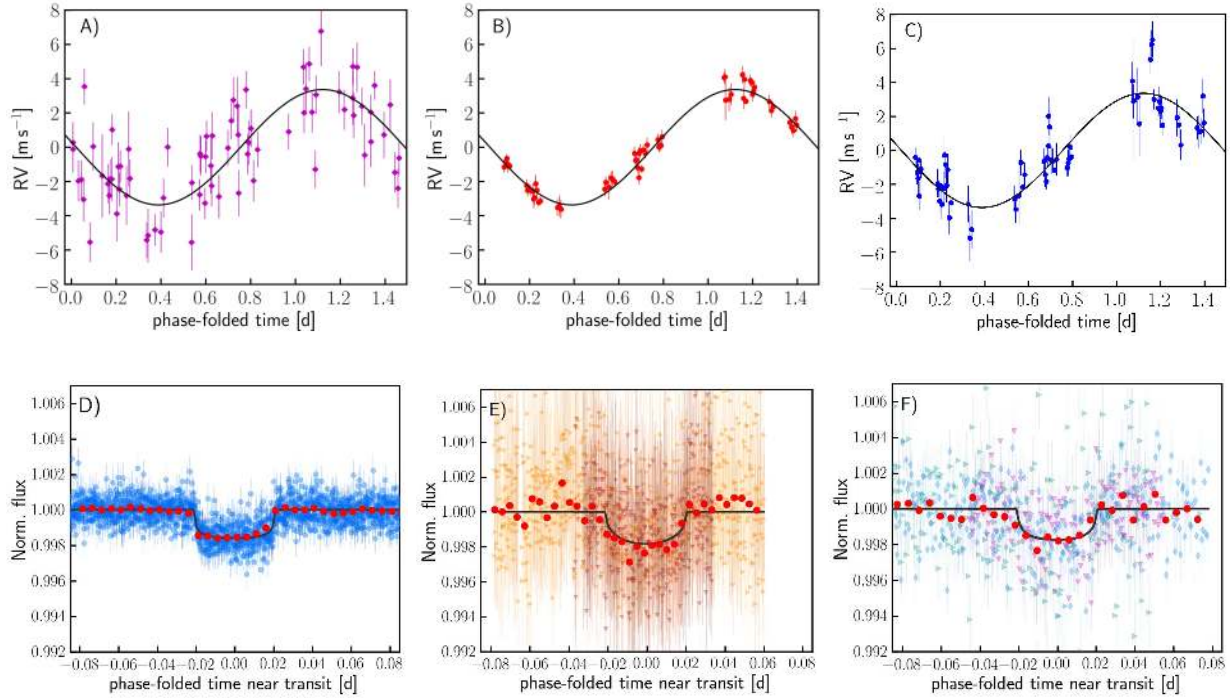 A)
8
6
4
2
0
−2
−4
−6
−8
RV [m s⁻¹]
0.0 0.2 0.4 0.6 0.8 1.0 1.2 1.4
phase-folded time [d]
B)
8
6
4
2
0
−2
−4
−6
−8
RV [m s⁻¹]
0.0 0.2 0.4 0.6 0.8 1.0 1.2 1.4
phase-folded time [d]
C)
8
6
4
2
0
−2
−4
−6
−8
RV [m s⁻¹]
0.0 0.2 0.4 0.6 0.8 1.0 1.2 1.4
phase-folded time [d]
D)
1.006
1.004
1.002
1.000
0.998
0.996
0.994
0.992
Norm. flux
−0.08 −0.06 −0.04 −0.02 0.00 0.02 0.04 0.06 0.08
phase-folded time near transit [d]
E)
1.006
1.004
1.002
1.000
0.998
0.996
0.994
0.992
Norm. flux
−0.08 −0.06 −0.04 −0.02 0.00 0.02 0.04 0.06 0.08
phase-folded time near transit [d]
F)
1.006
1.004
1.002
1.000
0.998
0.996
0.994
0.992
Norm. flux
−0.08 −0.06 −0.04 −0.02 0.00 0.02 0.04 0.06 0.08
phase-folded time near transit [d]